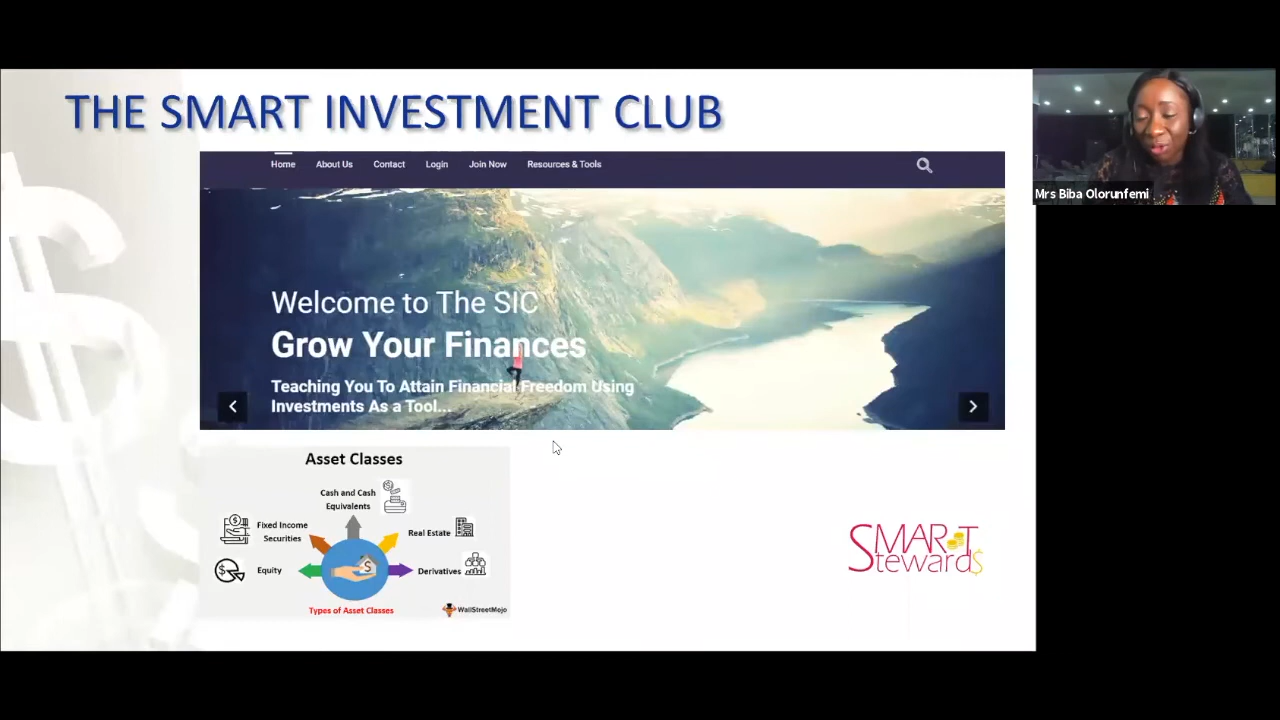 THE SMART INVESTMENT CLUB
Home About Us Contact Login Join Now Resources & Tools
Welcome to The SIC
Grow Your Finances
Teaching You To Attain Financial Freedom Using
Investments As a Tool...
Mrs Biba Olorunfemi
Asset Classes
Cash and Cash
Equivalents
Fixed Income
Securities
Real Estate
Equity
Derivatives
Types of Asset Classes
WallStreetMojo
SMART
Stewards